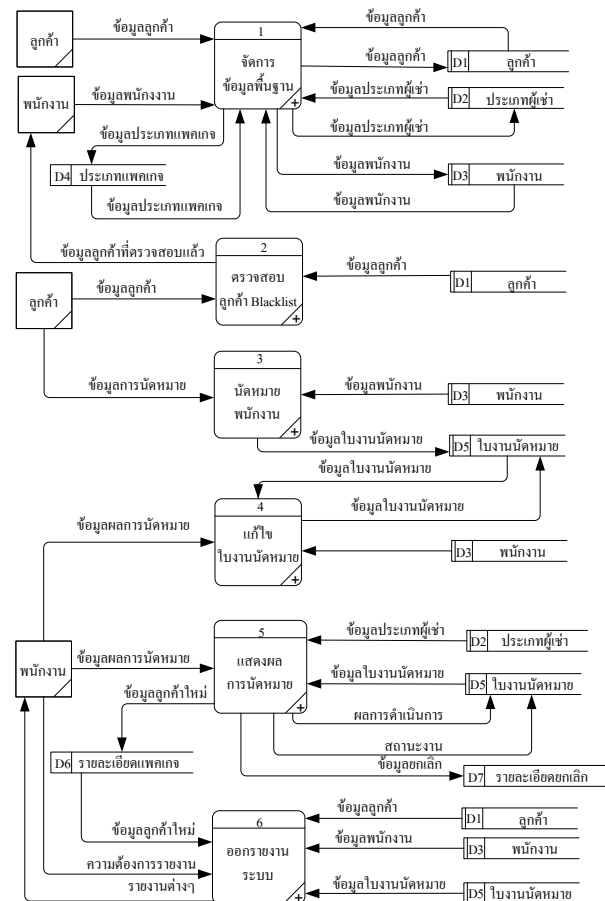 ลูกค้า
ข้อมูลลูกค้า
1
จัดการ
ข้อมูลพื้นฐาน
+
ข้อมูลลูกค้า
ข้อมูลลูกค้า
D1 ลูกค้า
พนักงาน
ข้อมูลพนักงงาน
ข้อมูลประเภทผู้เช่า
D2 ประเภทผู้เช่า
ข้อมูลประเภทผู้เช่า
ข้อมูลประเภทแพคเกจ
D4 ประเภทแพคเกจ
ข้อมูลประเภทแพคเกจ
ข้อมูลพนักงาน
D3 พนักงาน
ข้อมูลพนักงาน
ข้อมูลลูกค้าที่ตรวจสอบแล้ว
2
ตรวจสอบ
ลูกค้า Blacklist
+
ลูกค้า
ข้อมูลลูกค้า
ข้อมูลลูกค้า
D1 ลูกค้า
3
นัดหมาย
พนักงาน
+
ข้อมูลการนัดหมาย
ข้อมูลพนักงาน
D3 พนักงาน
ข้อมูลใบงานนัดหมาย
D5 ใบงานนัดหมาย
ข้อมูลใบงานนัดหมาย
4
แก้ไข
ใบงานนัดหมาย
+
ข้อมูลใบงานนัดหมาย
ข้อมูลผลการนัดหมาย
D3 พนักงาน
5
แสดงผล
การนัดหมาย
+
ข้อมูลประเภทผู้เช่า
D2 ประเภทผู้เช่า
พนักงาน
ข้อมูลผลการนัดหมาย
ข้อมูลใบงานนัดหมาย
D5 ใบงานนัดหมาย
ข้อมูลลูกค้าใหม่
ผลการดำเนินการ
สถานะงาน
D6 รายละเอียดแพคเกจ
ข้อมูลยกเลิก
D7 รายละเอียดยกเลิก
6
ออกรายงาน
ระบบ
+
ข้อมูลลูกค้า
D1 ลูกค้า
ข้อมูลลูกค้าใหม่
ข้อมูลพนักงาน
D3 พนักงาน
ความต้องการรายงาน
รายงานต่างๆ
ข้อมูลใบงานนัดหมาย
D5 ใบงานนัดหมาย